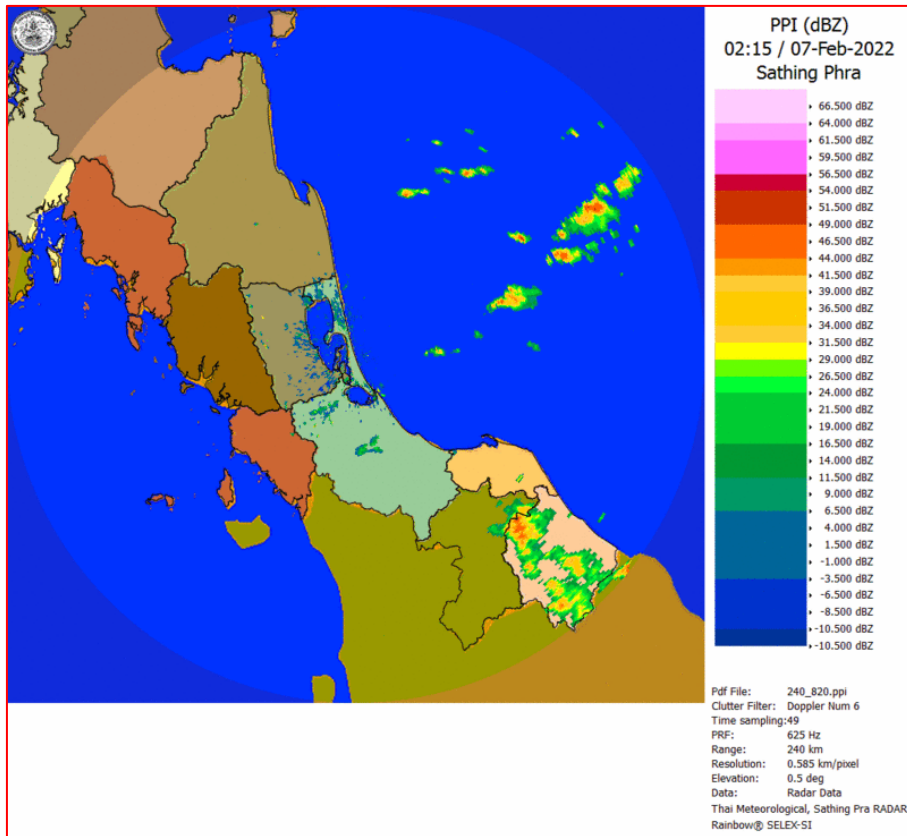 PPI (dBZ)
02:15 / 07-Feb-2022
Sathing Phra
66.500 dBZ
64.000 dBZ
61.500 dBZ
59.500 dBZ
56.500 dBZ
54.000 dBZ
51.500 dBZ
49.000 dBZ
46.500 dBZ
44.000 dBZ
41.500 dBZ
39.000 dBZ
36.500 dBZ
34.000 dBZ
31.500 dBZ
29.000 dBZ
26.500 dBZ
24.000 dBZ
21.500 dBZ
19.000 dBZ
16.500 dBZ
14.000 dBZ
11.500 dBZ
9.000 dBZ
6.500 dBZ
4.000 dBZ
1.500 dBZ
-1.000 dBZ
-3.500 dBZ
-6.500 dBZ
-8.500 dBZ
-10.500 dBZ
-10.500 dBZ
Pdf File: 240_820.ppi
Clutter Filter: Doppler Num 6
Time sampling:49
PRF: 625 Hz
Range: 240 km
Resolution: 0.585 km/pixel
Elevation: 0.5 deg
Data: Radar Data
Thai Meteorological, Sathing Pra RADAR
Rainbow® SELEX-SI